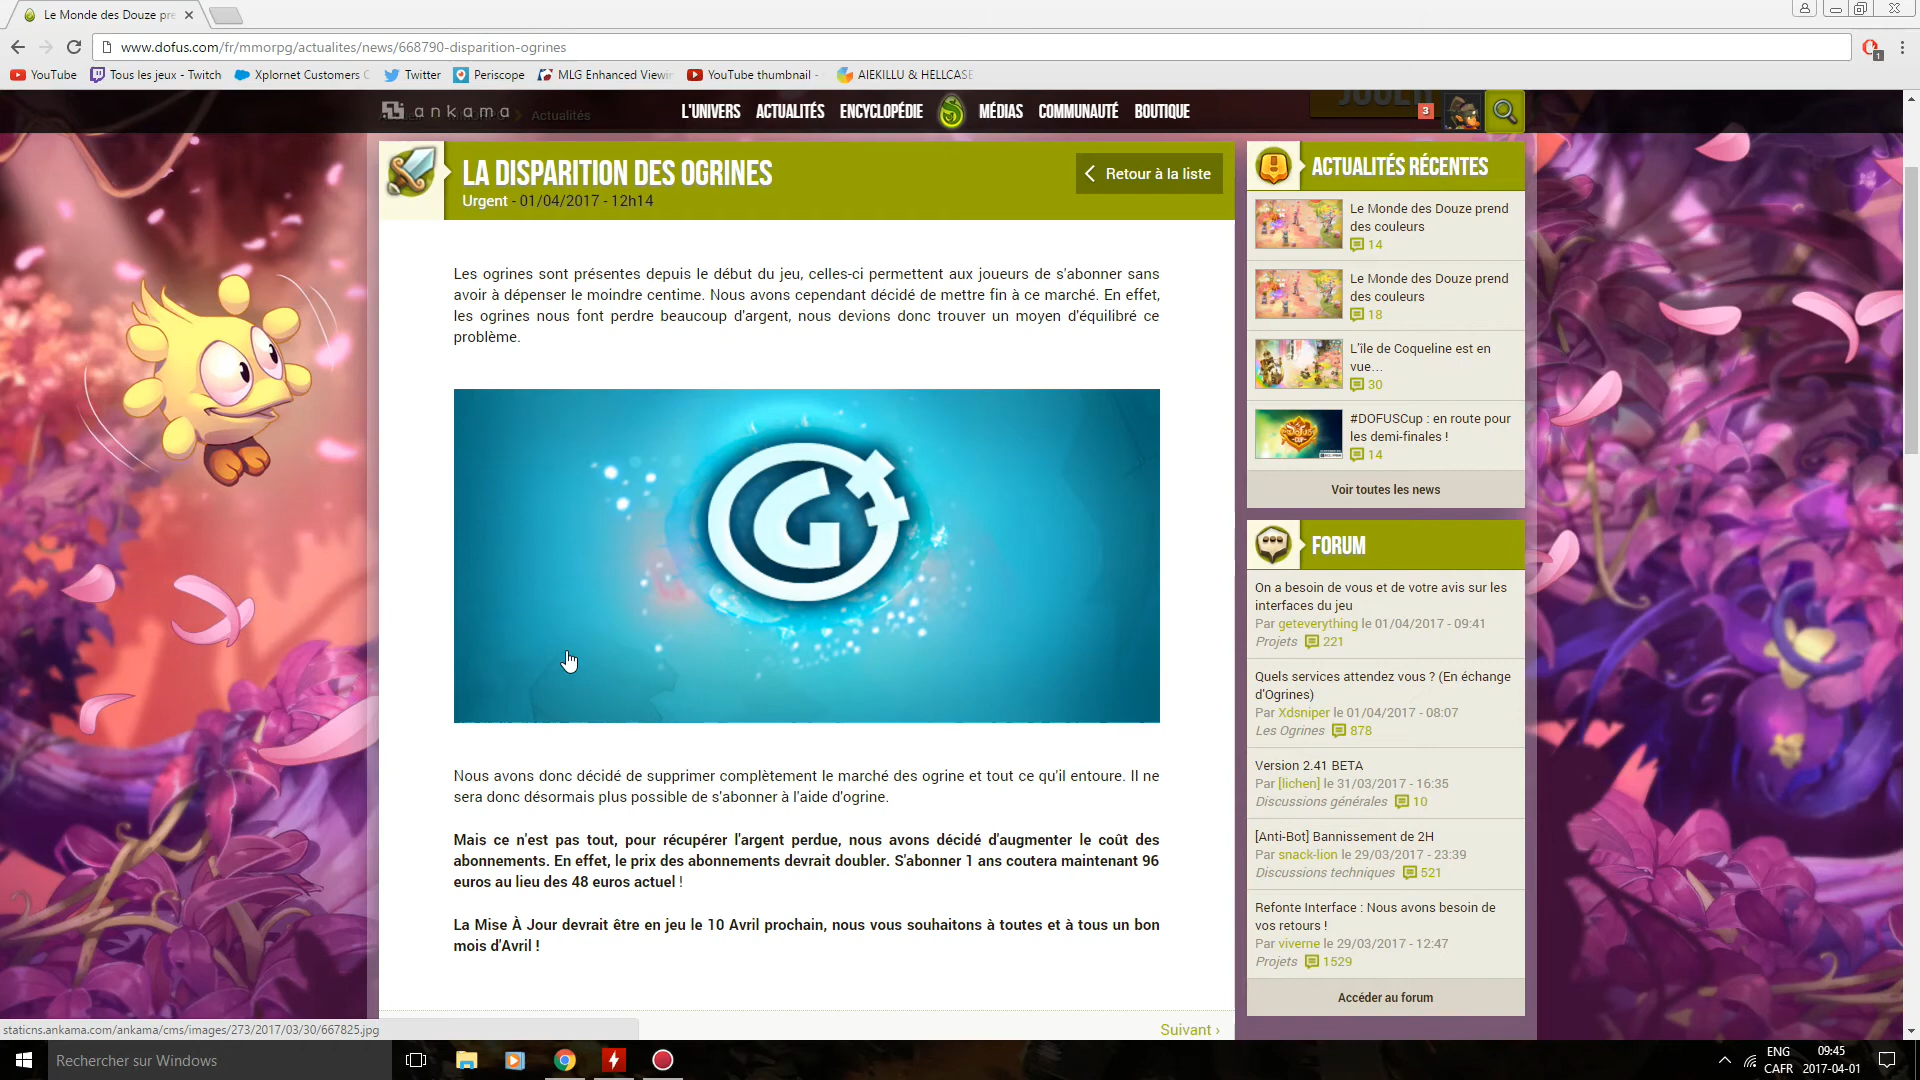 Le Monde des Douze pre
www.dofus.com/fr/mmorpg/actualites/news/668790-disparition-ogrines
1
YouTube
Tous les jeux - Twitch
Xplornet Customers C
Twitter
Periscope
MLG Enhanced Viewin
YouTube thumbnail -
AIEKILLU & HELLCASE
ankama
Actualités
L'UNIVERS
ACTUALITÉS
ENCYCLOPÉDIE
MÉDIAS
COMMUNAUTÉ
BOUTIQUE
JOUER
3
LA DISPARITION DES OGRINES
Urgent - 01/04/2017 - 12h14
Retour à la liste
Les ogrines sont présentes depuis le début du jeu, celles-ci permettent aux joueurs de s'abonner sans
avoir à dépenser le moindre centime. Nous avons cependant décidé de mettre fin à ce marché. En effet,
les ogrines nous font perdre beaucoup d'argent, nous devions donc trouver un moyen d'équilibré ce
problème.
G
Nous avons donc décidé de supprimer complètement le marché des ogrine et tout ce qu'il entoure. Il ne
sera donc désormais plus possible de s'abonner à l'aide d'ogrine.
Mais ce n'est pas tout, pour récupérer l'argent perdue, nous avons décidé d'augmenter le coût des
abonnements. En effet, le prix des abonnements devrait doubler. S'abonner 1 ans coutera maintenant 96
euros au lieu des 48 euros actuel !
La Mise À Jour devrait être en jeu le 10 Avril prochain, nous vous souhaitons à toutes et à tous un bon
mois d'Avril !
Suivant ›
ACTUALITÉS RÉCENTES
Le Monde des Douze prend
des couleurs
14
Le Monde des Douze prend
des couleurs
18
L'île de Coqueline est en
vue...
30
#DOFUSCup : en route pour
les demi-finales !
14
Voir toutes les news
FORUM
On a besoin de vous et de votre avis sur les
interfaces du jeu
Par geteverything le 01/04/2017 - 09:41
Projets 221
Quels services attendez vous ? (En échange
d'Ogrines)
Par Xdsniper le 01/04/2017 - 08:07
Les Ogrines 878
Version 2.41 BETA
Par [lichen] le 31/03/2017 - 16:35
Discussions générales 10
[Anti-Bot] Bannissement de 2H
Par snack-lion le 29/03/2017 - 23:39
Discussions techniques 521
Refonte Interface : Nous avons besoin de
vos retours !
Par viverne le 29/03/2017 - 12:47
Projets 1529
Accéder au forum
staticns.ankama.com/ankama/cms/images/273/2017/03/30/667825.jpg
Rechercher sur Windows
ENG
CAFR
09:45
2017-04-01